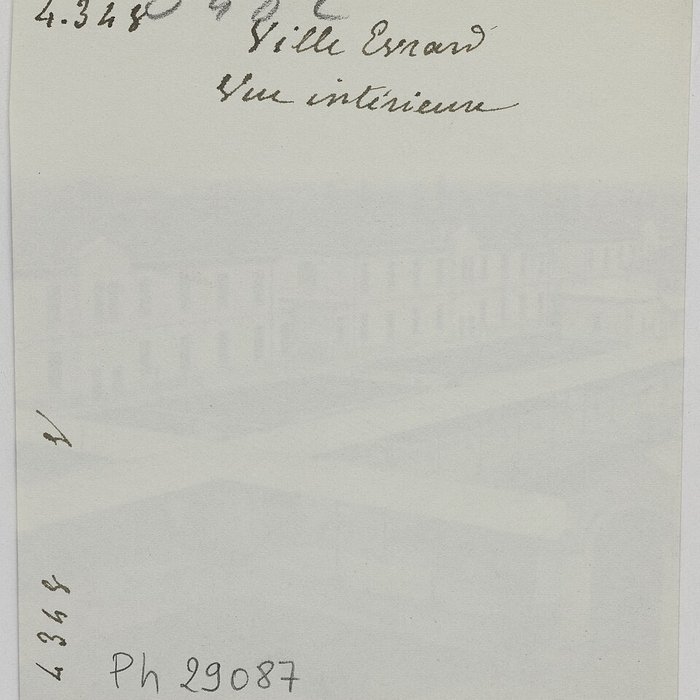 4.348
Ville Evrard
Vue intérieure
4348
Ph 29087